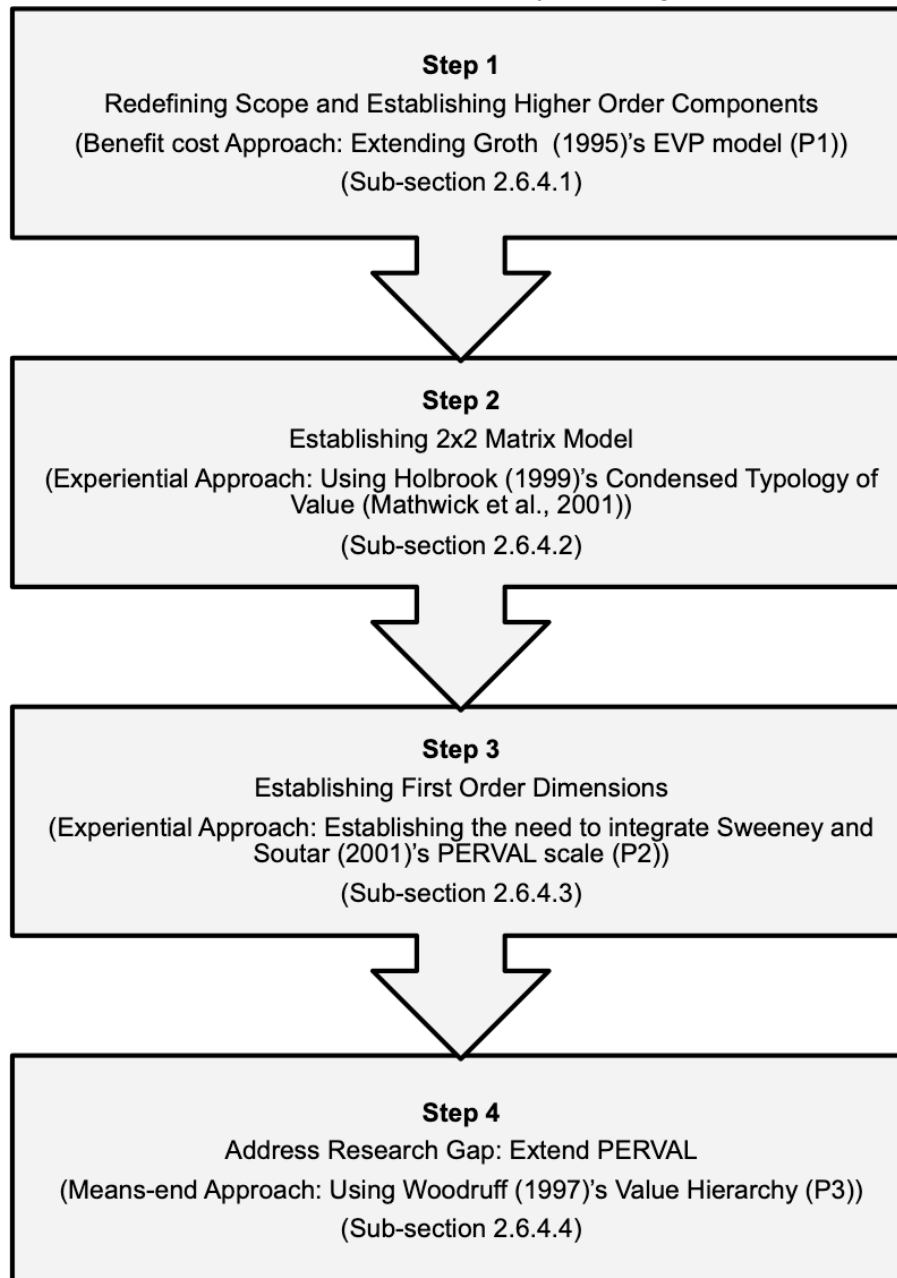 Step 1
Redefining Scope and Establishing Higher Order Components
(Benefit cost Approach: Extending Groth (1995)’s EVP model (P1))
(Sub-section 2.6.4.1)
Step 2
Establishing 2x2 Matrix Model
(Experiential Approach: Using Holbrook (1999)’s Condensed Typology of
Value (Mathwick et al., 2001))
(Sub-section 2.6.4.2)
Step 3
Establishing First Order Dimensions
(Experiential Approach: Establishing the need to integrate Sweeney and
Soutar (2001)’s PERVAL scale (P2))
(Sub-section 2.6.4.3)
Step 4
Address Research Gap: Extend PERVAL
(Means-end Approach: Using Woodruff (1997)’s Value Hierarchy (P3))
(Sub-section 2.6.4.4)